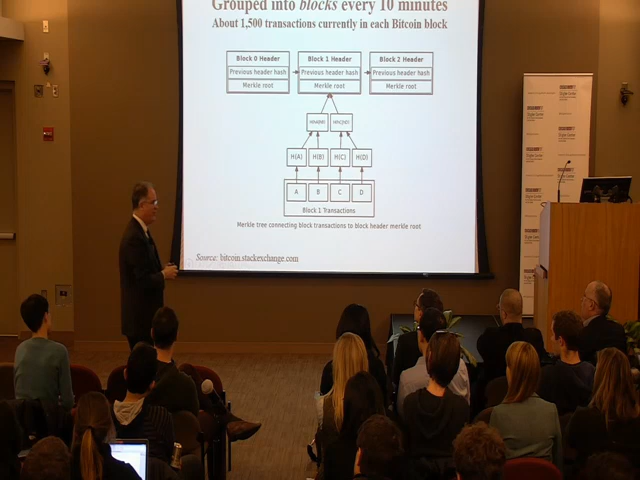 Grouped into blocks every 10 minutes
About 1,500 transactions currently in each Bitcoin block
Block 0 Header
Block 1 Header
Block 2 Header
Previous header hash
Previous header hash
Previous header hash
Merkle root
Merkle root
Merkle root
H(A) H(B) H(C) H(D)
A B C D
Block 1 Transactions
Merkle tree connecting block transactions to block header merkle root
Source: bitcoin.stackexchange.com